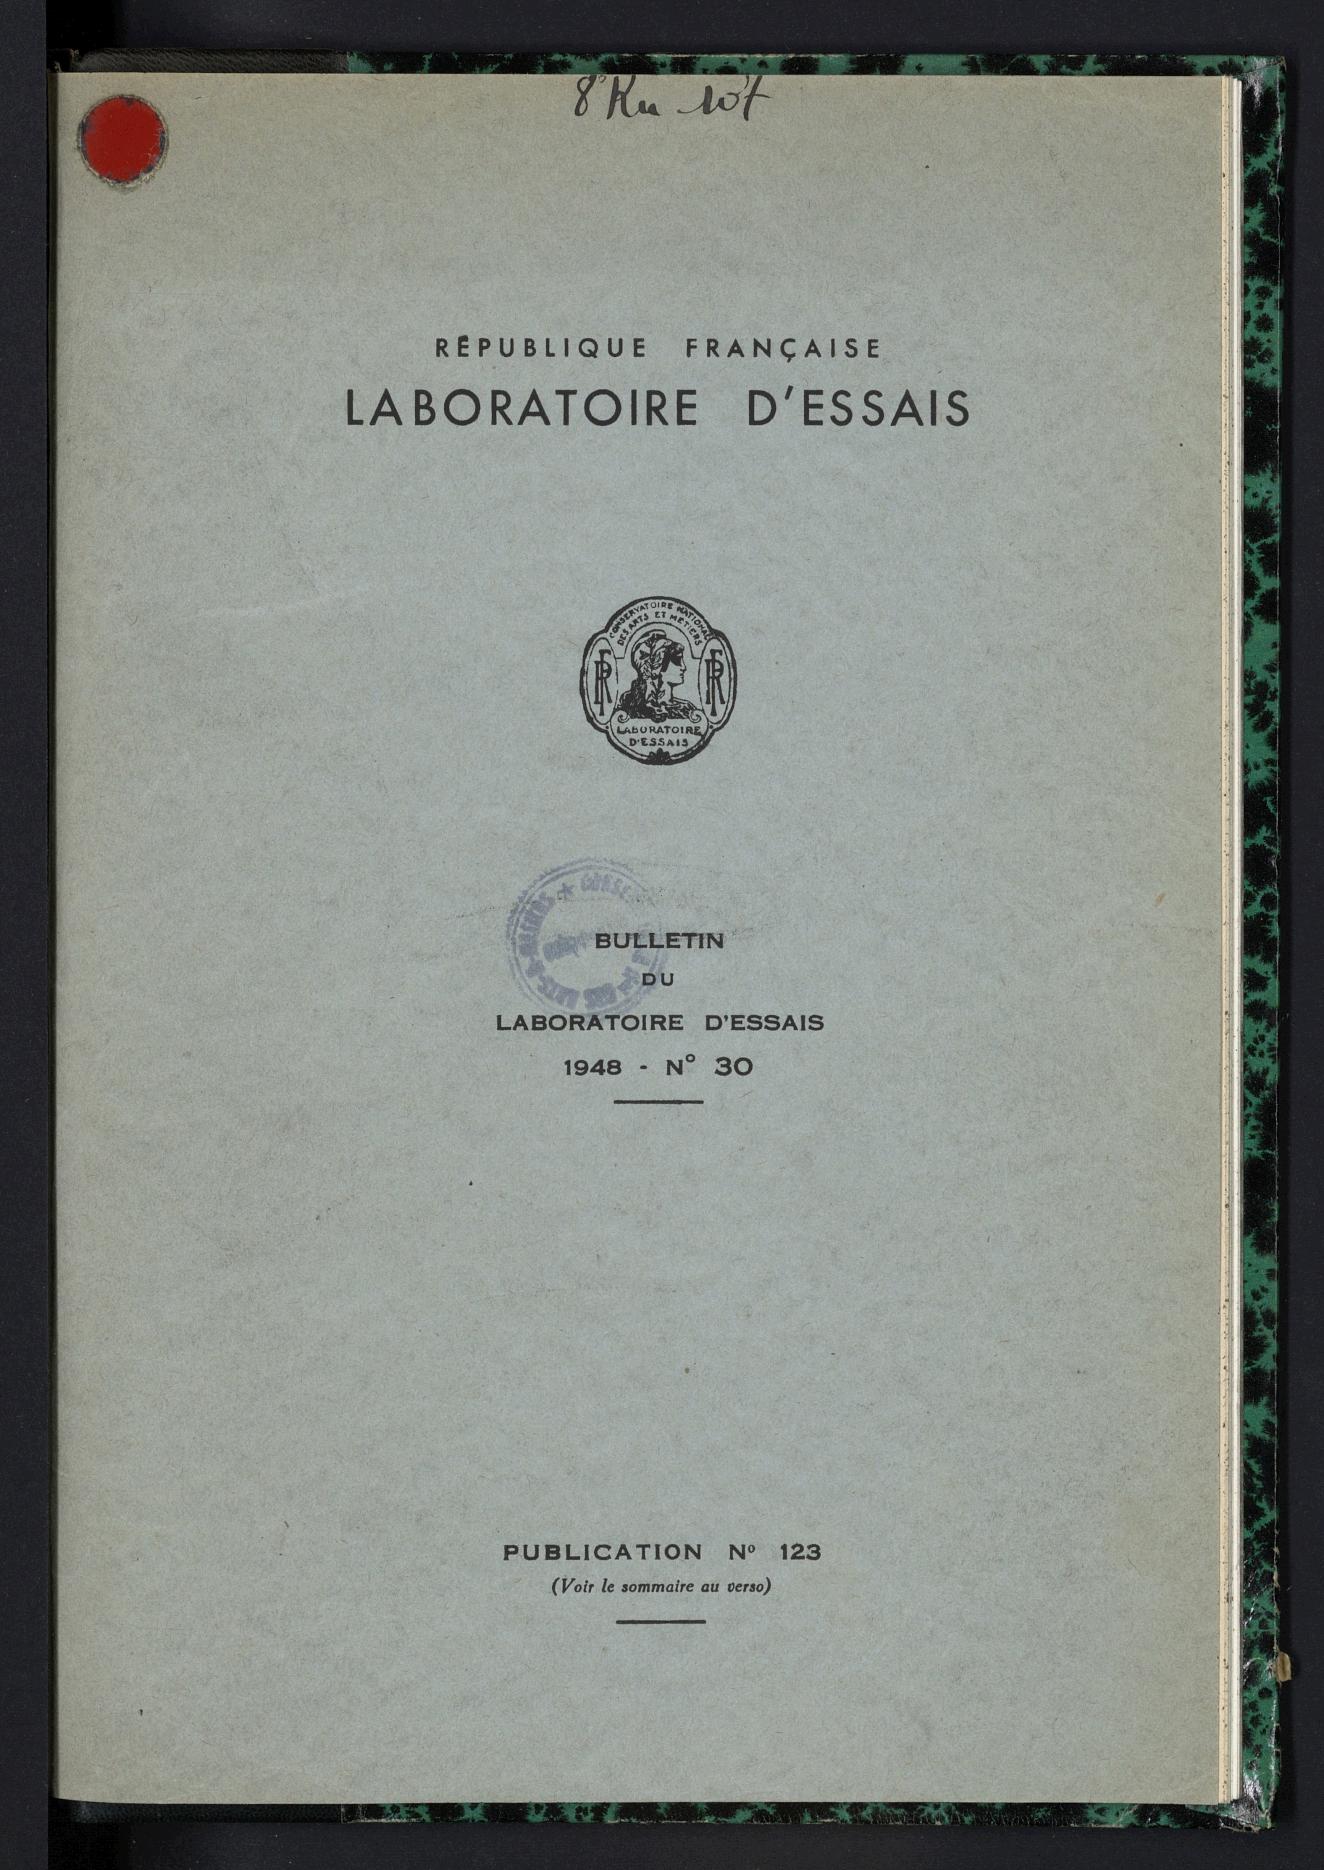 8° Ku 107
RÉPUBLIQUE FRANÇAISE
LABORATOIRE D'ESSAIS
CONSERVATOIRE NATIONAL
DES ARTS ET METIERS
RF
RF
LABORATOIRE
D'ESSAIS
BULLETIN
DU
LABORATOIRE D'ESSAIS
1948 - N° 30
PUBLICATION Nº 123
(Voir le sommaire au verso)